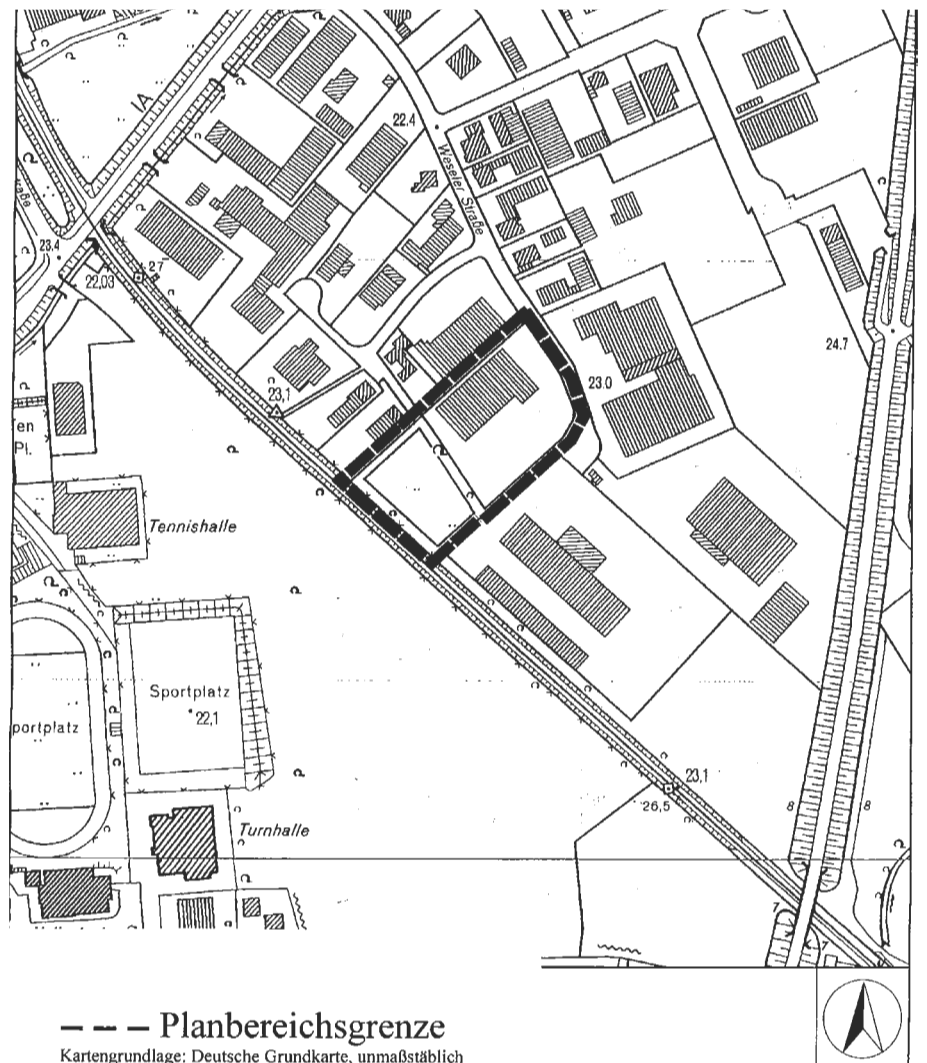 22.4
Weseler Straße
23.4
27
22,03
24.7
23,1
23.0
Pl.
Tennishalle
Sportplatz
22,1
portplatz
23,1
26,5
8
8
Turnhalle
7
7
Planbereichsgrenze
Kartengrundlage: Deutsche Grundkarte, unmaßstäblich